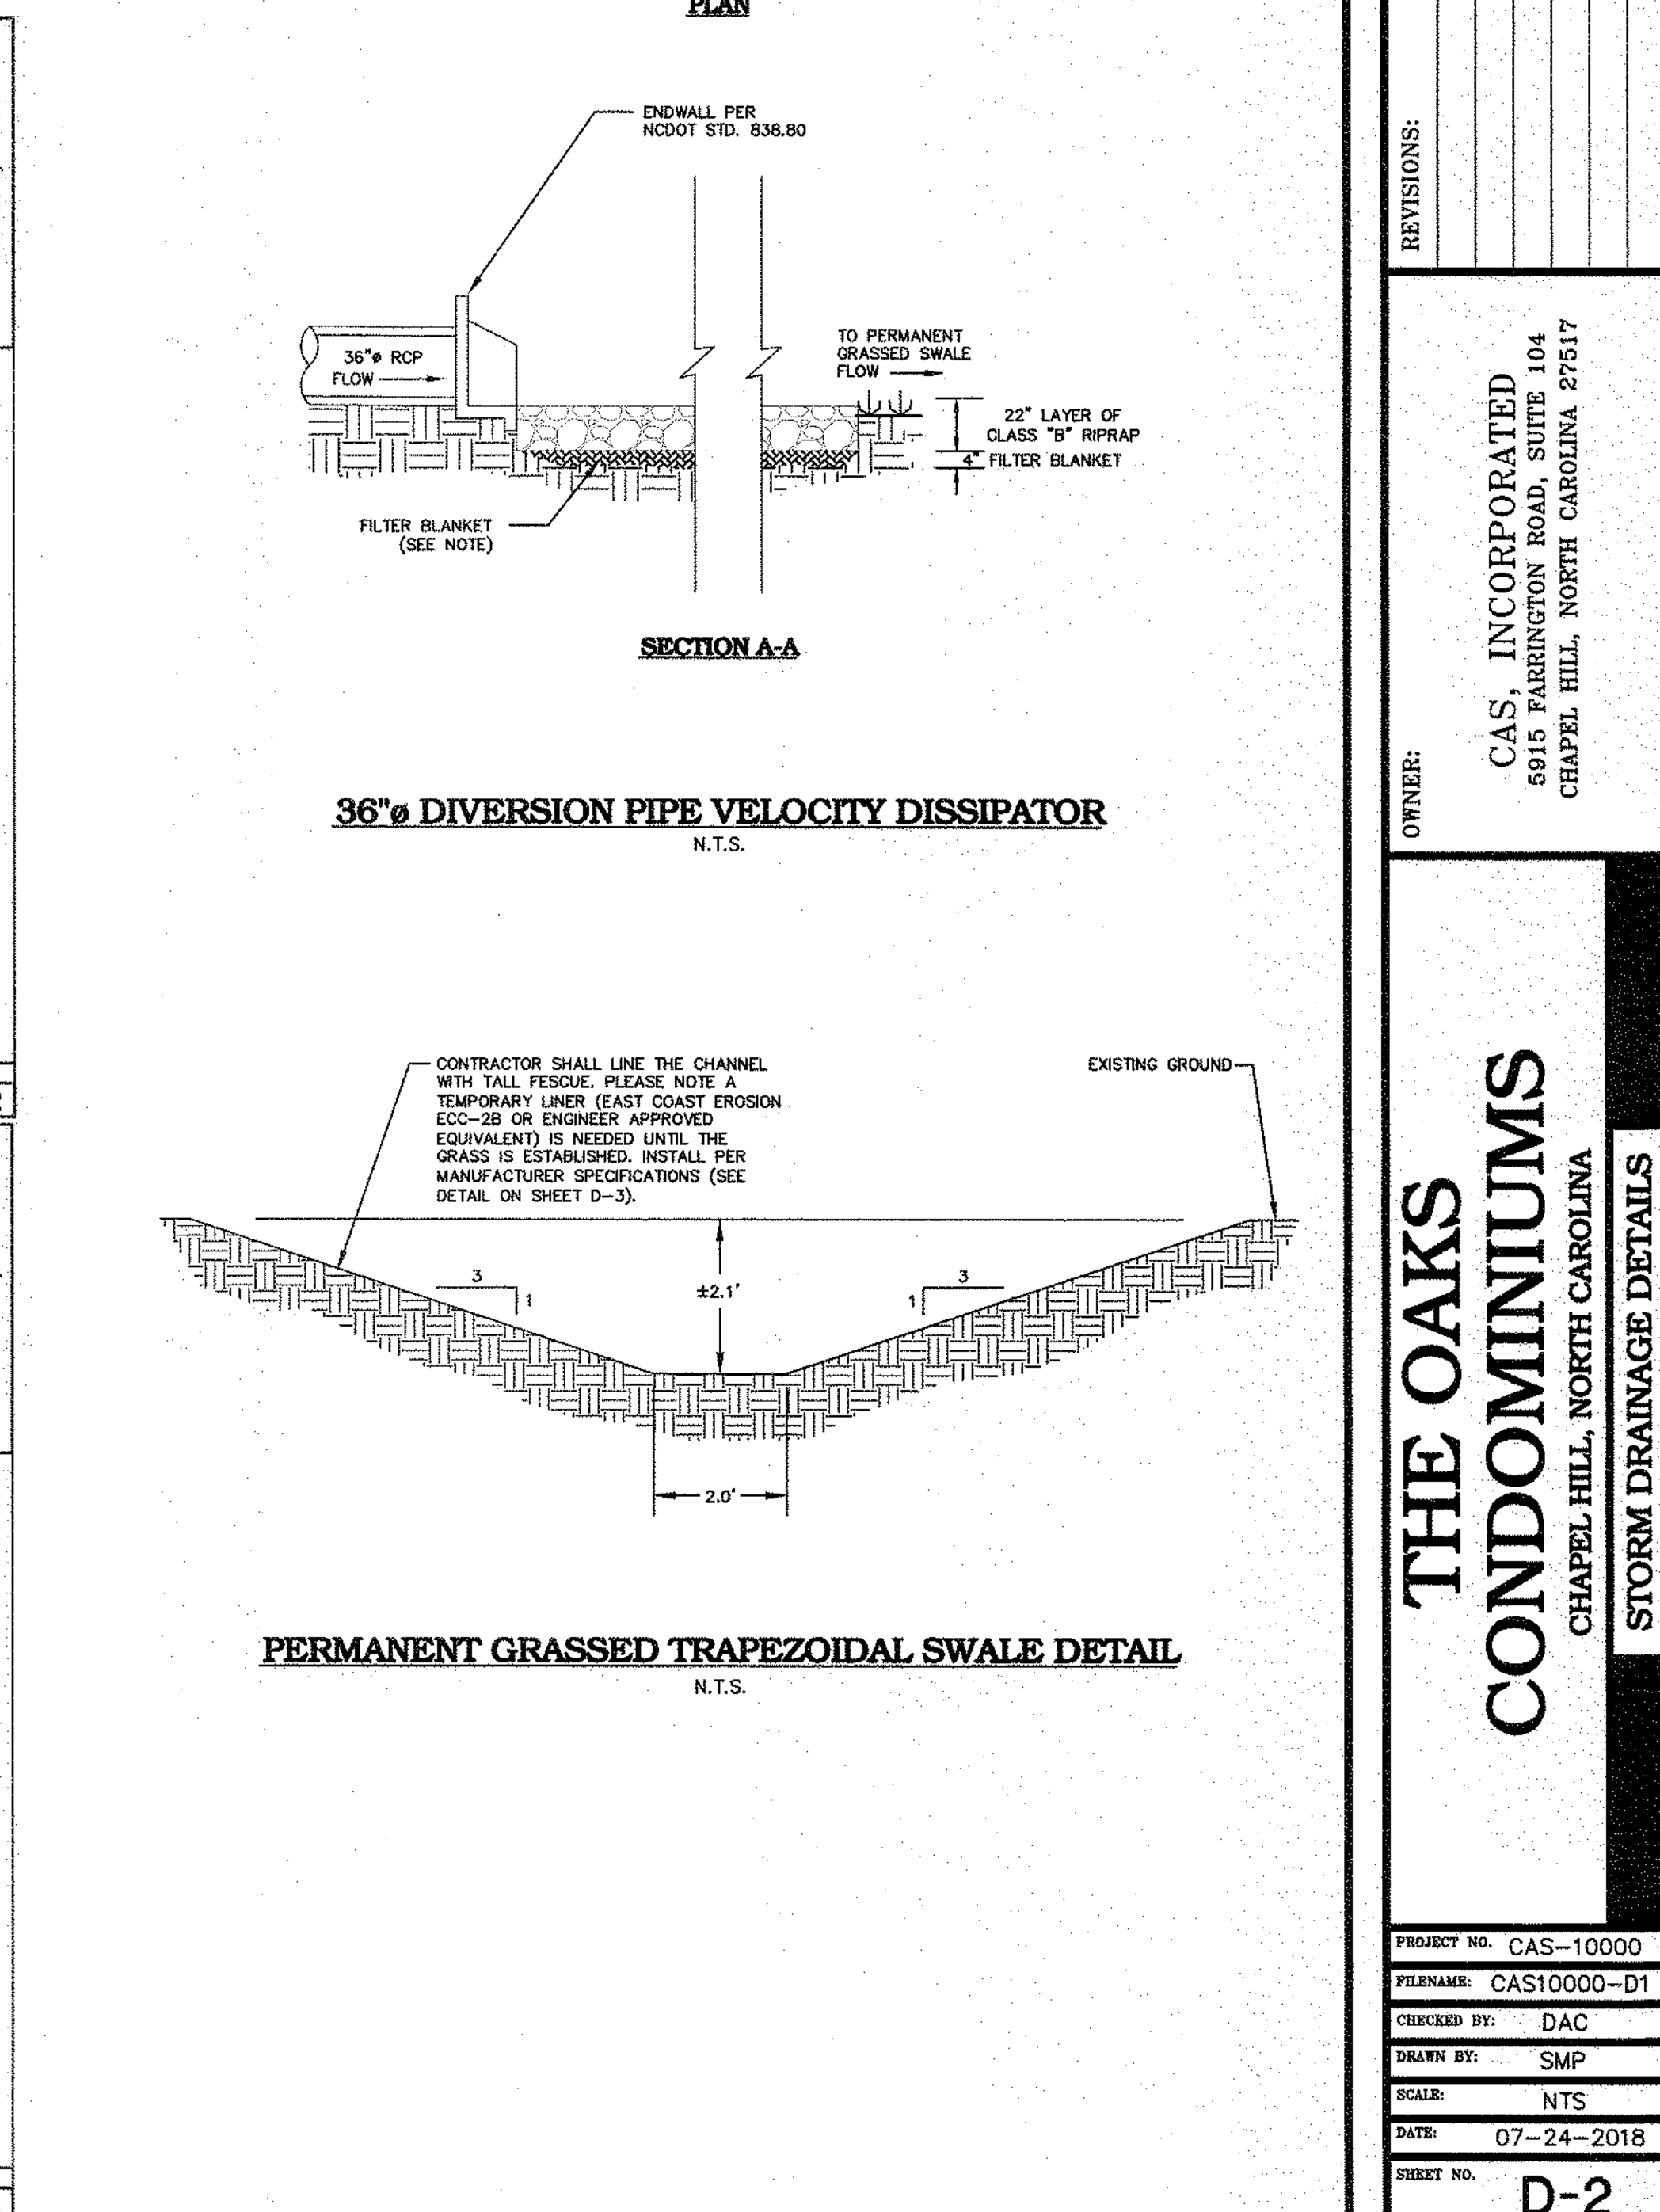 PLAN
ENDWALL PER
NCDOT STD. 838.80
36"ø RCP
FLOW
TO PERMANENT
GRASSED SWALE
FLOW
22" LAYER OF
CLASS "B" RIPRAP
4" FILTER BLANKET
FILTER BLANKET
(SEE NOTE)
SECTION A-A
36"ø DIVERSION PIPE VELOCITY DISSIPATOR
N.T.S.
CONTRACTOR SHALL LINE THE CHANNEL
WITH TALL FESCUE. PLEASE NOTE A
TEMPORARY LINER (EAST COAST EROSION
ECC-2B OR ENGINEER APPROVED
EQUIVALENT) IS NEEDED UNTIL THE
GRASS IS ESTABLISHED. INSTALL PER
MANUFACTURER SPECIFICATIONS (SEE
DETAIL ON SHEET D-3).
EXISTING GROUND
3
1
±2.1'
3
1
2.0'
PERMANENT GRASSED TRAPEZOIDAL SWALE DETAIL
N.T.S.
REVISIONS:
OWNER:
CAS, INCORPORATED
5915 FARRINGTON ROAD, SUITE 104
CHAPEL HILL, NORTH CAROLINA 27517
THE OAKS
CONDOMINIUMS
CHAPEL HILL, NORTH CAROLINA
STORM DRAINAGE DETAILS
PROJECT NO. CAS-10000
FILENAME: CAS10000-D1
CHECKED BY: DAC
DRAWN BY: SMP
SCALE: NTS
DATE: 07-24-2018
SHEET NO.
D-2